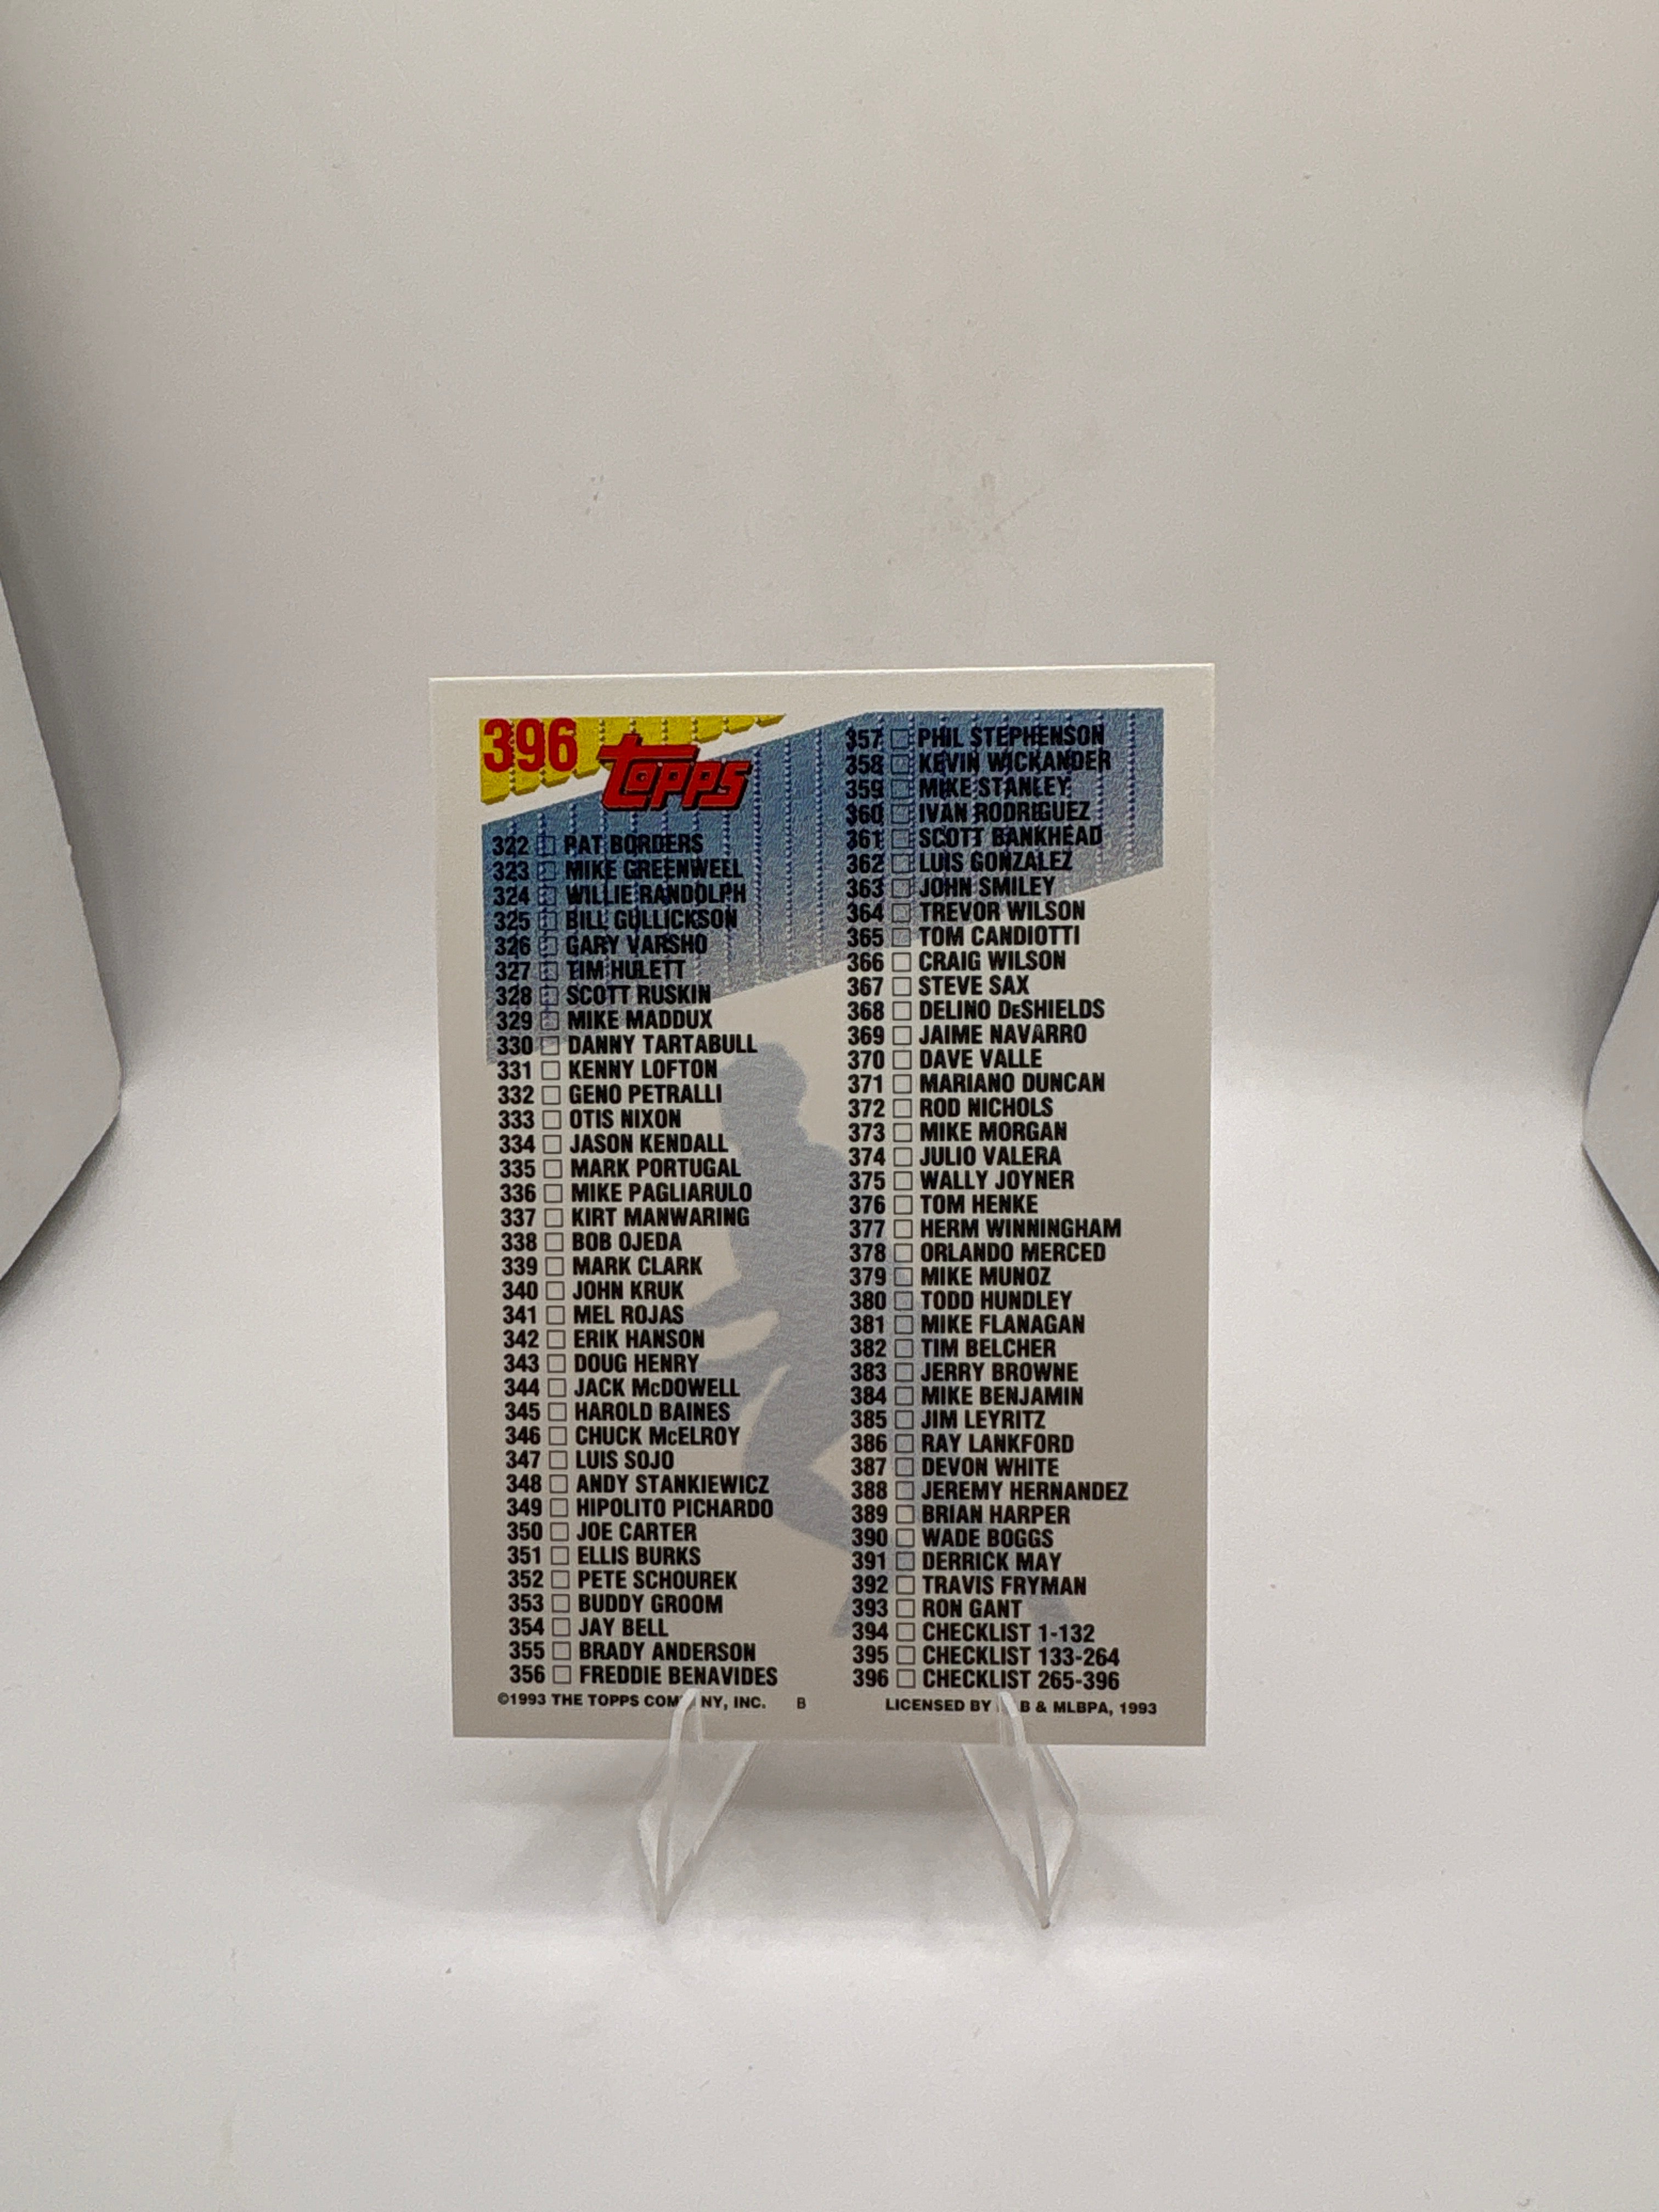 396
Topps
322 PAT BORDERS
323 MIKE GREENWELL
324 WILLIE RANDOLPH
325 BILL GULLICKSON
326 GARY VARSHO
327 TIM HULETT
328 SCOTT RUSKIN
329 MIKE MADDUX
330 DANNY TARTABULL
331 KENNY LOFTON
332 GENO PETRALLI
333 OTIS NIXON
334 JASON KENDALL
335 MARK PORTUGAL
336 MIKE PAGLIARULO
337 KIRT MANWARING
338 BOB OJEDA
339 MARK CLARK
340 JOHN KRUK
341 MEL ROJAS
342 ERIK HANSON
343 DOUG HENRY
344 JACK McDOWELL
345 HAROLD BAINES
346 CHUCK McELROY
347 LUIS SOJO
348 ANDY STANKIEWICZ
349 HIPOLITO PICHARDO
350 JOE CARTER
351 ELLIS BURKS
352 PETE SCHOUREK
353 BUDDY GROOM
354 JAY BELL
355 BRADY ANDERSON
356 FREDDIE BENAVIDES
357 PHIL STEPHENSON
358 KEVIN WICKANDER
359 MIKE STANLEY
360 IVAN RODRIGUEZ
361 SCOTT BANKHEAD
362 LUIS GONZALEZ
363 JOHN SMILEY
364 TREVOR WILSON
365 TOM CANDIOTTI
366 CRAIG WILSON
367 STEVE SAX
368 DELINO DeSHIELDS
369 JAIME NAVARRO
370 DAVE VALLE
371 MARIANO DUNCAN
372 ROD NICHOLS
373 MIKE MORGAN
374 JULIO VALERA
375 WALLY JOYNER
376 TOM HENKE
377 HERM WINNINGHAM
378 ORLANDO MERCED
379 MIKE MUNOZ
380 TODD HUNDLEY
381 MIKE FLANAGAN
382 TIM BELCHER
383 JERRY BROWNE
384 MIKE BENJAMIN
385 JIM LEYRITZ
386 RAY LANKFORD
387 DEVON WHITE
388 JEREMY HERNANDEZ
389 BRIAN HARPER
390 WADE BOGGS
391 DERRICK MAY
392 TRAVIS FRYMAN
393 RON GANT
394 CHECKLIST 1-132
395 CHECKLIST 133-264
396 CHECKLIST 265-396
©1993 THE TOPPS COMPANY, INC. B
LICENSED BY & MLBPA, 1993